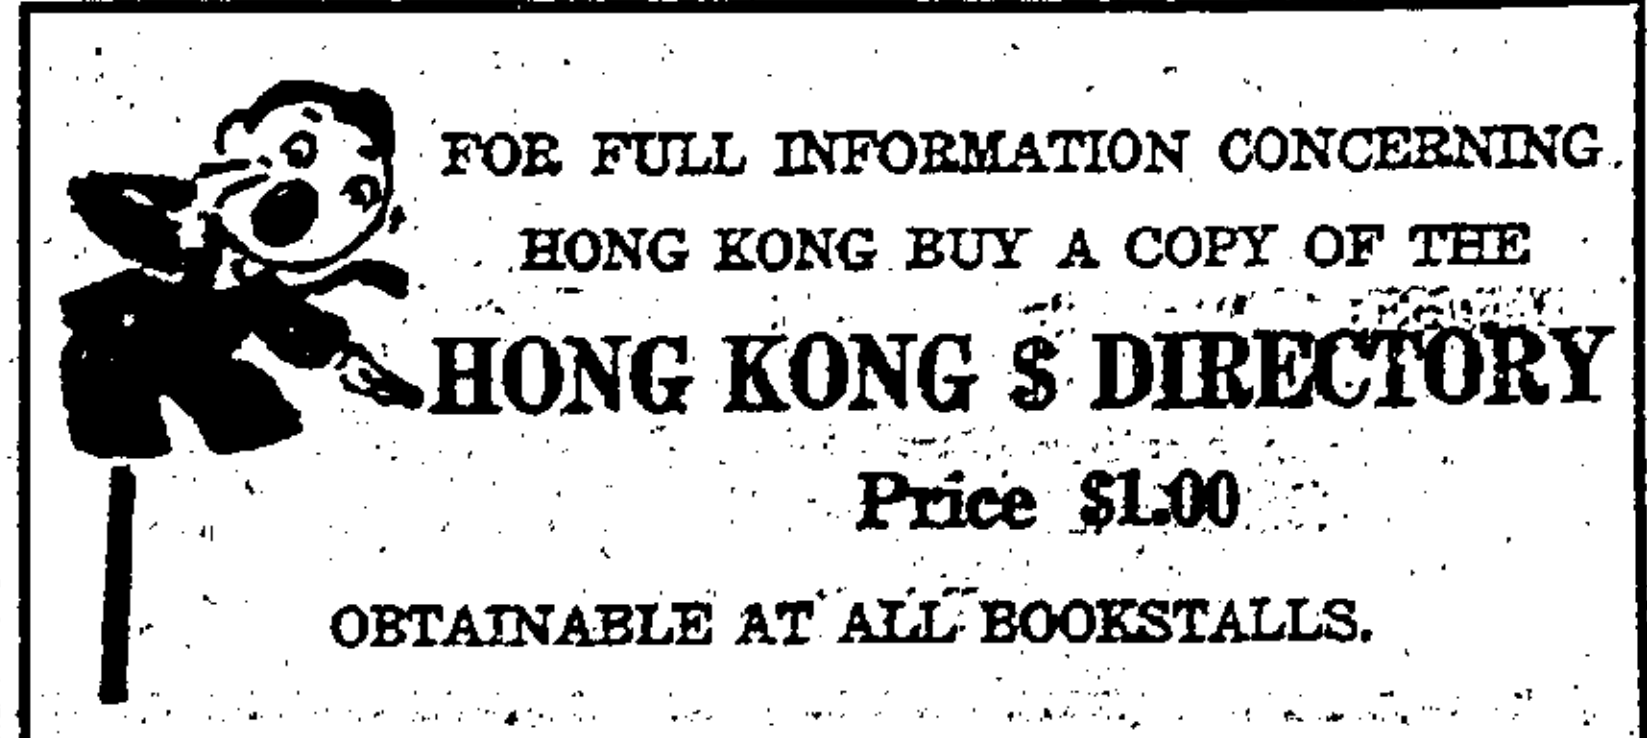 FOR FULL INFORMATION CONCERNING
HONG KONG BUY A COPY OF THE
HONG KONG $ DIRECTORY
Price $1.00
OBTAINABLE AT ALL BOOKSTALLS.